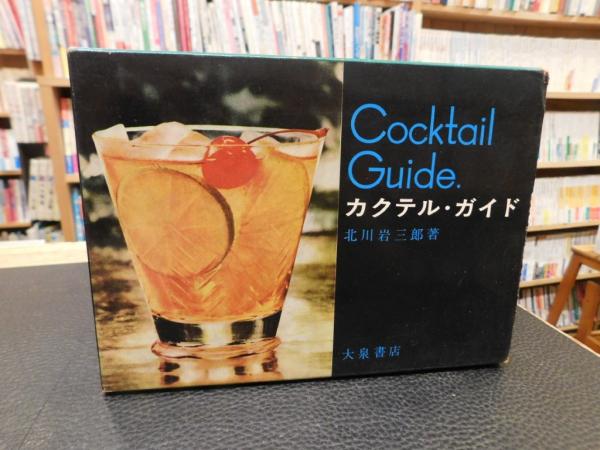 Cocktail
Guide.
カクテル・ガイド
北川岩三郎著
大泉書店